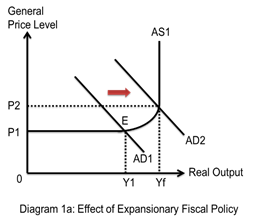 General
Price Level
AS1
P2
E
P1
AD2
AD1
Real Output
0
Y1
Yf
Diagram 1a: Effect of Expansionary Fiscal Policy